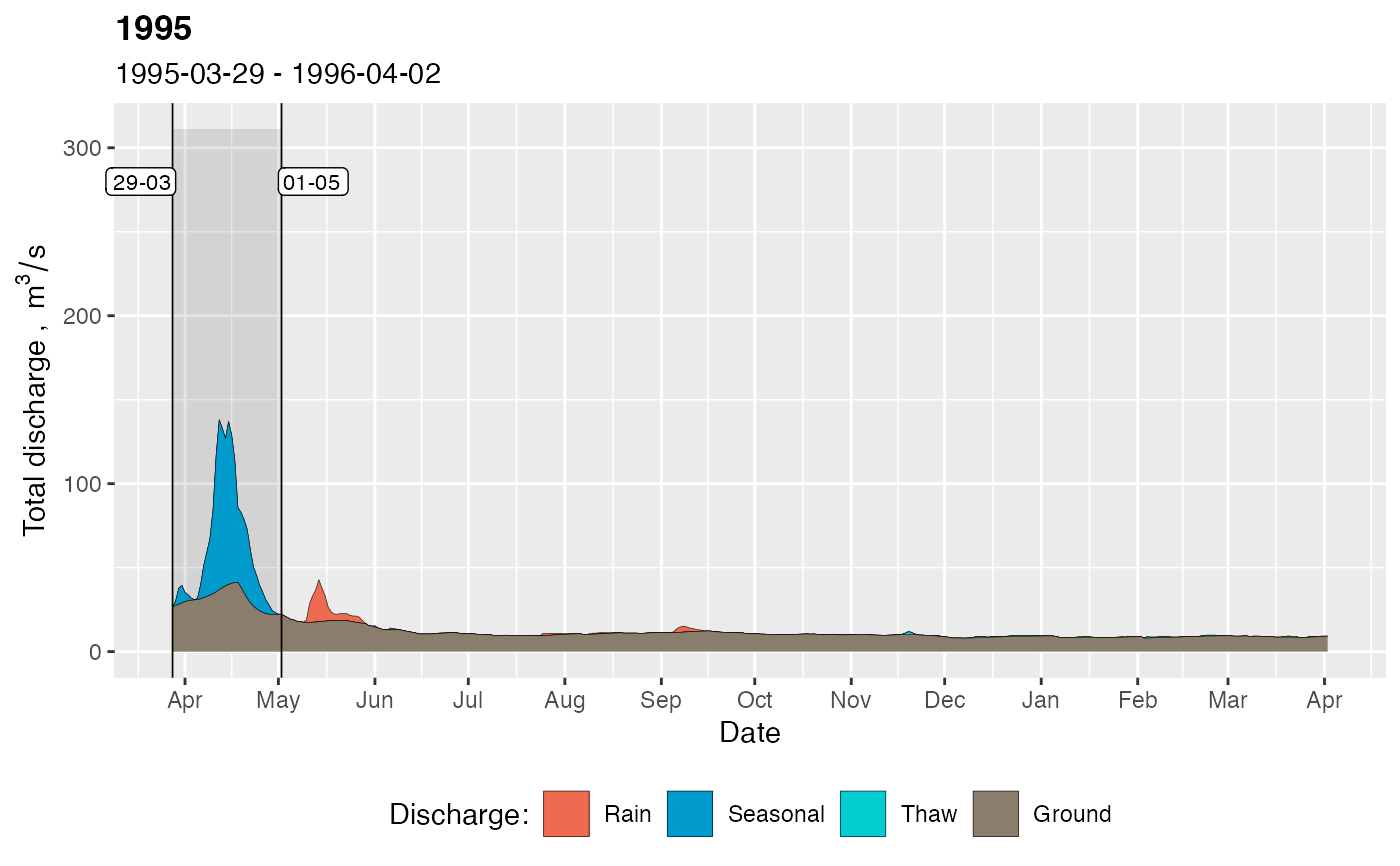 1995
1995-03-29 - 1996-04-02
Total discharge , m³/s
300
200
100
0
29-03
01-05
Apr May Jun Jul Aug Sep Oct Nov Dec Jan Feb Mar Apr
Date
Discharge: Rain Seasonal Thaw Ground